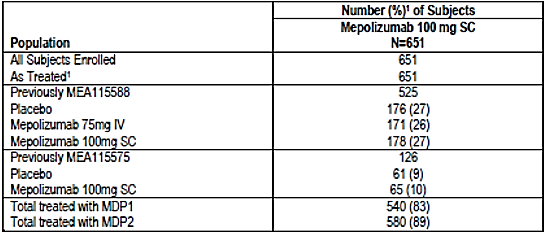 Number (%)¹ of Subjects
Mepolizumab 100 mg SC
Population N=651
All Subjects Enrolled 651
As Treated¹ 651
Previously MEA115588 525
Placebo 176 (27)
Mepolizumab 75mg IV 171 (26)
Mepolizumab 100mg SC 178 (27)
Previously MEA115575 126
Placebo 61 (9)
Mepolizumab 100mg SC 65 (10)
Total treated with MDP1 540 (83)
Total treated with MDP2 580 (89)